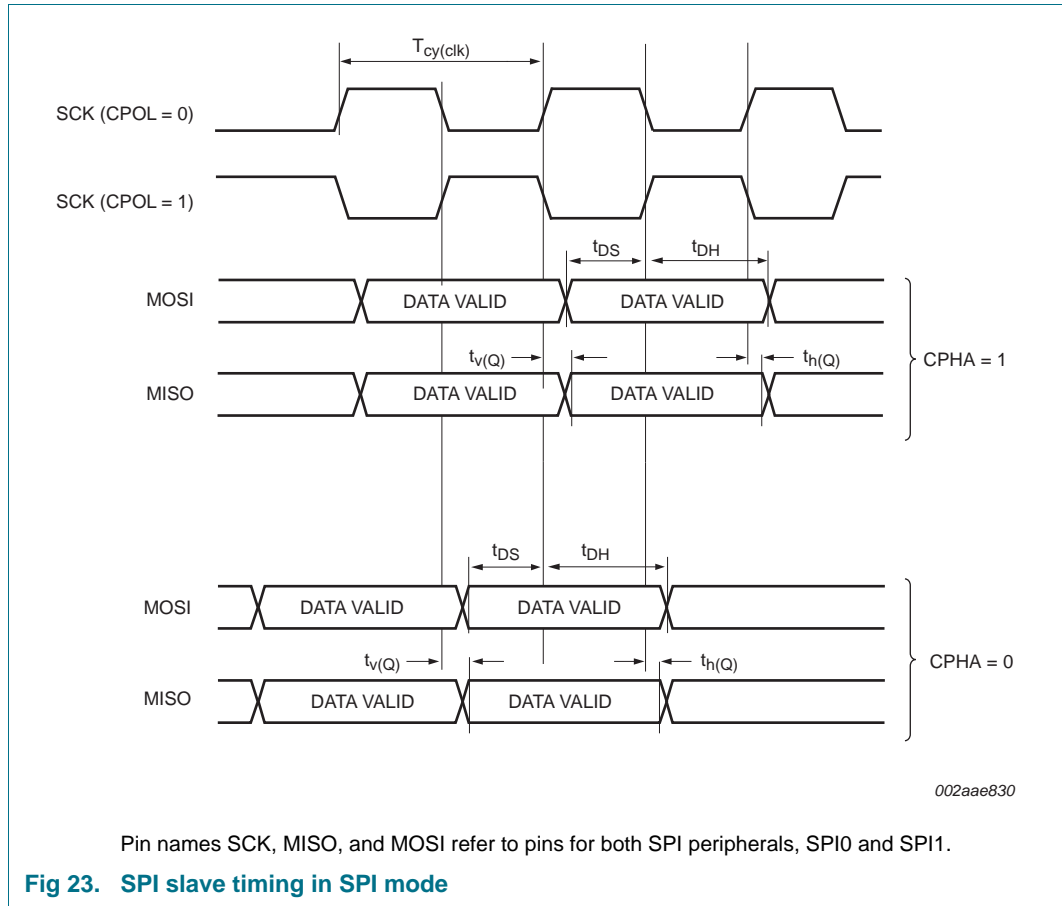 Tcy(clk)
SCK (CPOL = 0)
SCK (CPOL = 1)
tDS tDH
MOSI DATA VALID DATA VALID
tv(Q) th(Q)
CPHA = 1
MISO DATA VALID DATA VALID
tDS tDH
MOSI DATA VALID DATA VALID
tv(Q) th(Q)
CPHA = 0
MISO DATA VALID DATA VALID
002aae830
Pin names SCK, MISO, and MOSI refer to pins for both SPI peripherals, SPI0 and SPI1.
Fig 23. SPI slave timing in SPI mode